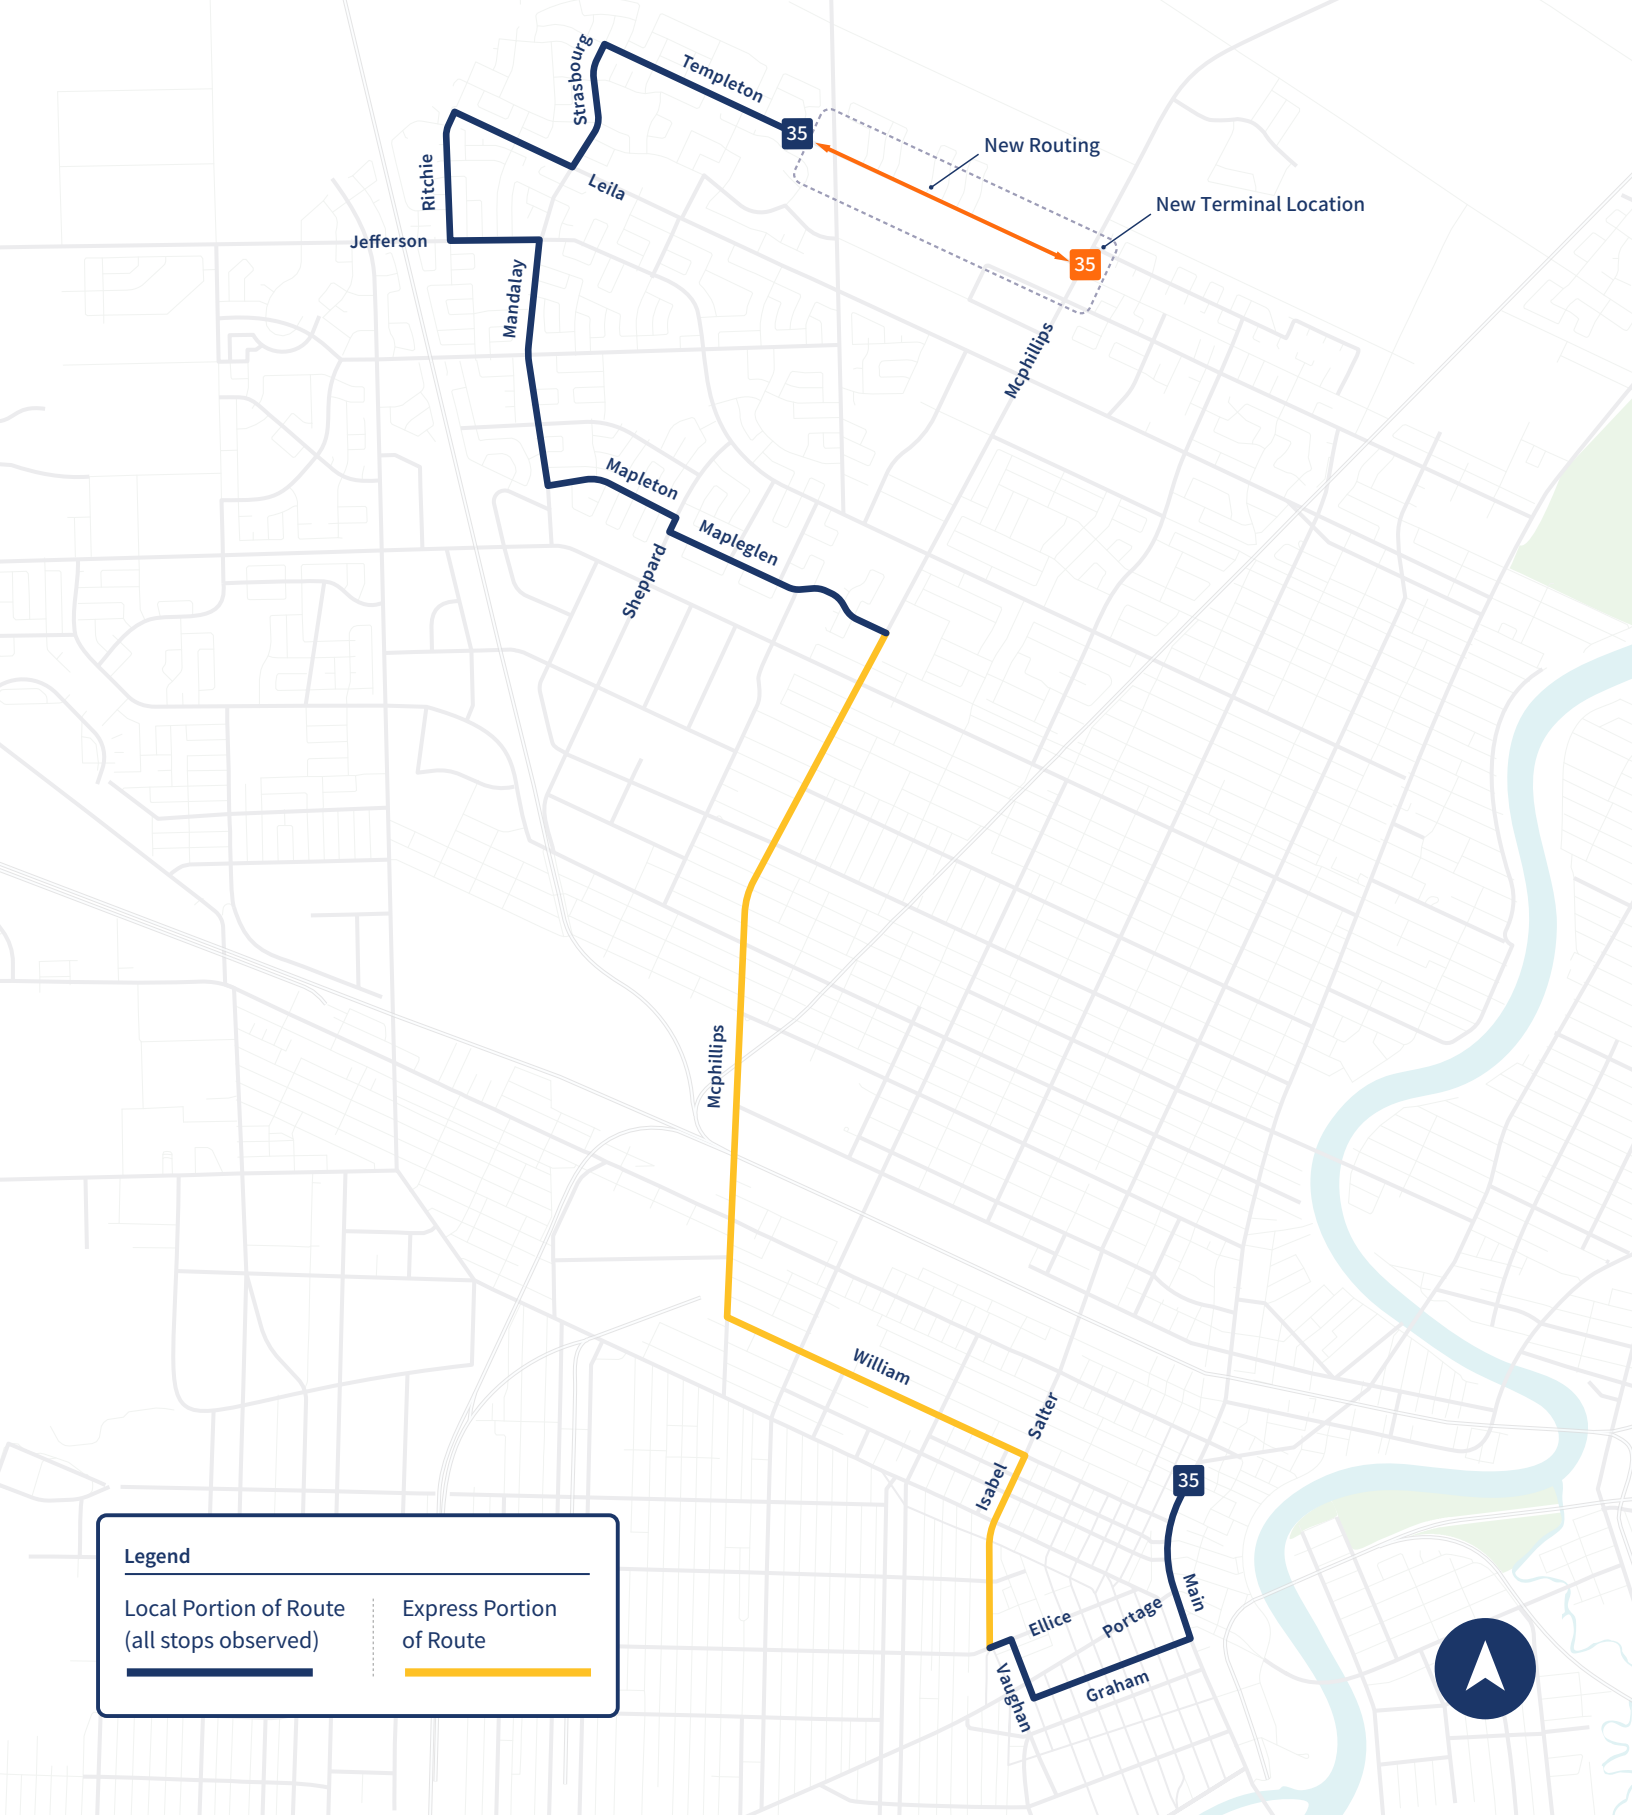 Strasbourg
Templeton
35
New Routing
New Terminal Location
Ritchie
Leila
Jefferson
35
Mandalay
Mcphillips
Mapleton
Mapleglen
Sheppard
Mcphillips
William
Salter
Isabel
35
Main
Ellice
Portage
Graham
Vaughan
Legend
Local Portion of Route
(all stops observed)
Express Portion
of Route